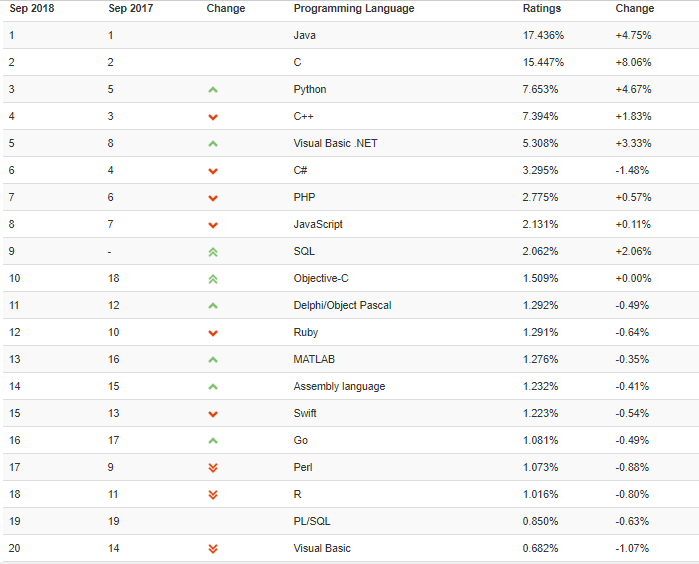 Sep 2018 Sep 2017 Change Programming Language Ratings Change
1 1 Java 17.436% +4.75%
2 2 C 15.447% +8.06%
3 5 Python 7.653% +4.67%
4 3 C++ 7.394% +1.83%
5 8 Visual Basic .NET 5.308% +3.33%
6 4 C# 3.295% -1.48%
7 6 PHP 2.775% +0.57%
8 7 JavaScript 2.131% +0.11%
9 - SQL 2.062% +2.06%
10 18 Objective-C 1.509% +0.00%
11 12 Delphi/Object Pascal 1.292% -0.49%
12 10 Ruby 1.291% -0.64%
13 16 MATLAB 1.276% -0.35%
14 15 Assembly language 1.232% -0.41%
15 13 Swift 1.223% -0.54%
16 17 Go 1.081% -0.49%
17 9 Perl 1.073% -0.88%
18 11 R 1.016% -0.80%
19 19 PL/SQL 0.850% -0.63%
20 14 Visual Basic 0.682% -1.07%